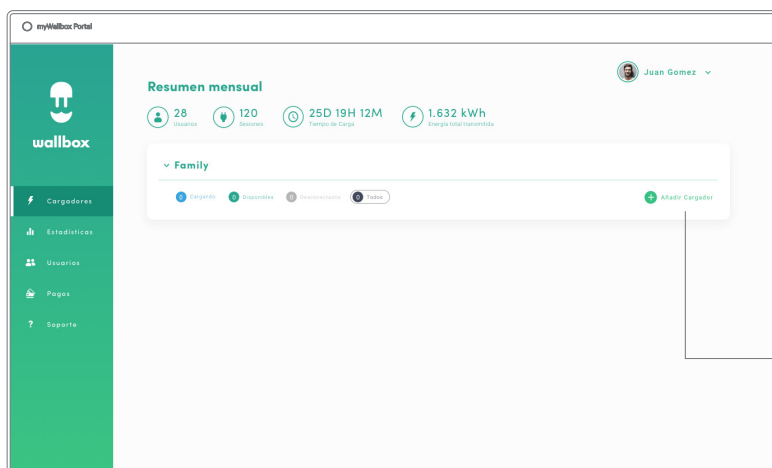 myWallbox Portal
wallbox
Cargadores
Estadísticas
Usuarios
Pagos
Soporte
Juan Gomez
Resumen mensual
28
Usuarios
120
Sesiones
25D 19H 12M
Tiempo de Carga
1.632 kWh
Energía total transmitida
Family
0 Cargando
0 Disponibles
0 Desconectados
0 Todos
+ Añadir Cargador